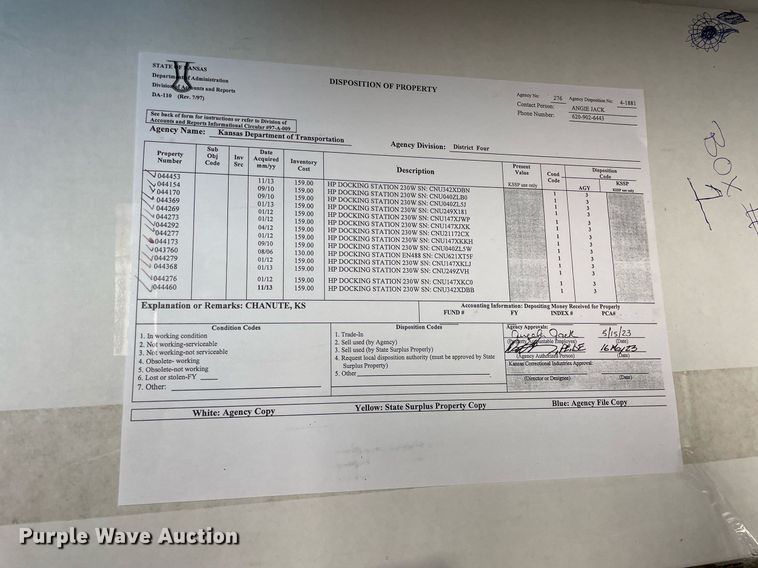 STATE OF KANSAS
Department of Administration
Division of Accounts and Reports
DA-110 (Rev. 7/97)
DISPOSITION OF PROPERTY
Agency No. 276 Agency Disposition No: 4-1881
Contact Person: ANGIE JACK
Phone Number: 620-902-6443
See back of form for instructions or refer to Division of
Accounts and Reports Informational Circular #97-A-009
Agency Name: Kansas Department of Transportation
Agency Division: District Four
Property Number Sub Obj Code Inv Src Date Acquired mm/yy Inventory Cost Description Present Value KSSP use only Cond Code Disposition Code AGY KSSP KSSP use only
044453 11/13 159.00 HP DOCKING STATION 230W SN: CNU342XDBN 1 3
044154 09/10 159.00 HP DOCKING STATION 230W SN: CNU040ZLB0 1 3
044170 09/10 159.00 HP DOCKING STATION 230W SN: CNU040ZL5J 1 3
044369 01/13 159.00 HP DOCKING STATION 230W SN: CNU249X181 1 3
044269 01/12 159.00 HP DOCKING STATION 230W SN: CNU147XJWP 1 3
044273 01/12 159.00 HP DOCKING STATION 230W SN: CNU147XJXK 1 3
044292 04/12 159.00 HP DOCKING STATION 230W SN: CNU21172CX 1 3
044277 01/12 159.00 HP DOCKING STATION 230W SN: CNU147XKKH 1 3
044173 09/10 159.00 HP DOCKING STATION 230W SN: CNU040ZL5W 1 3
043760 08/06 130.00 HP DOCKING STATION EN488 SN: CNU621XT5F 1 3
044279 01/12 159.00 HP DOCKING STATION 230W SN: CNU147XKLJ 1 3
044368 01/13 159.00 HP DOCKING STATION 230W SN: CNU249ZVH 1 3
044276 01/12 159.00 HP DOCKING STATION 230W SN: CNU147XKC0 1 3
044460 11/13 159.00 HP DOCKING STATION 230W SN: CNU342XDBB 1 3
Explanation or Remarks: CHANUTE, KS
Accounting Information: Depositing Money Received for Property
FUND # FY INDEX # PCA#
Condition Codes
1. In working condition
2. Not working-serviceable
3. Not working-nonserviceable
4. Obsolete- working
5. Obsolete-not working
6. Lost or stolen-FY
7. Other:
Disposition Codes
1. Trade-In
2. Sell used (by Agency)
3. Sell used (by State Surplus Property)
4. Request local disposition authority (must be approved by State
Surplus Property)
5. Other
Agency Approvals:
Angela Jack 5/15/23
(Property Accountable Employee) (Date)
16 May 23
(Agency Authorized Person) (Date)
Kansas Correctional Industries Approval:
(Director or Designee) (Date)
White: Agency Copy
Yellow: State Surplus Property Copy
Blue: Agency File Copy
BOX #
1
Purple Wave Auction